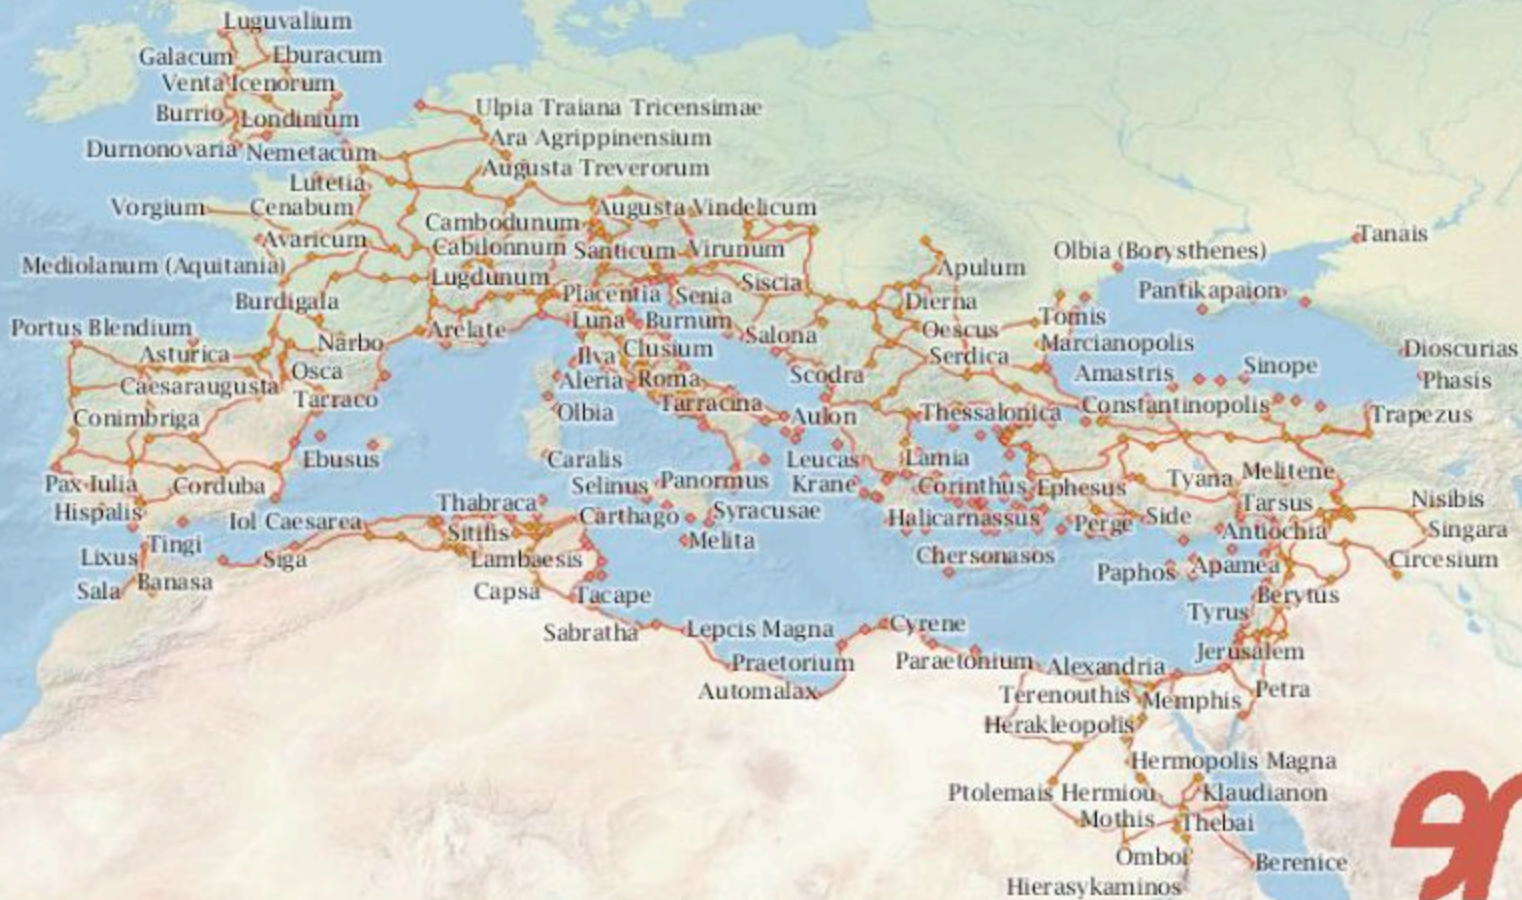 Luguvalium
Galacum Eburacum
Venta Icenorum
Burrio Londinium
Ulpia Traiana Tricensimae
Ara Agrippinensium
Durnonovaria Nemetacum
Augusta Treverorum
Lutetia
Vorgium Cenabum Augusta Vindelicum
Cambodunum
Avaricum Cabilonnum Santicum Virunum
Tanais
Olbia (Borysthenes)
Mediolanum (Aquitania) Lugdunum Siscia Apulum
Pantikapaion
Burdigala Placentia Senia Dierna
Portus Blendium Arelate Luna Burnum Salona Oescus Tomis
Narbo Marcianopolis
Asturica Ilva Clusium Serdica Dioscurias
Caesaraugusta Osca Aleria Roma Scodra Amastris Sinope Phasis
Tarraco Olbia Tarracina Aulon Thessalonica Constantinopolis Trapezus
Conimbriga
Ebusus Caralis Leucas Lamia
Pax Iulia Corduba Selinus Panormus Krane Corinthus Ephesus Tyana Melitene
Hispalis Iol Caesarea Thabraca Carthago Syracusae Halicarnassus Perge Side Tarsus Nisibis
Sitifis Antiochia Singara
Tingi Melita
Lixus Siga Lambaesis Chersonasos Paphos Apamea Circesium
Sala Banasa Capsa Tacape Berytus
Tyrus
Sabratha Lepcis Magna Cyrene
Praetorium Paraetonium Alexandria Jerusalem
Automalax Terenouthis Memphis Petra
Herakleopolis
Hermopolis Magna
Ptolemais Hermiou Klaudianon
Mothis Thebai
Omboi Berenice
Hierasykaminos